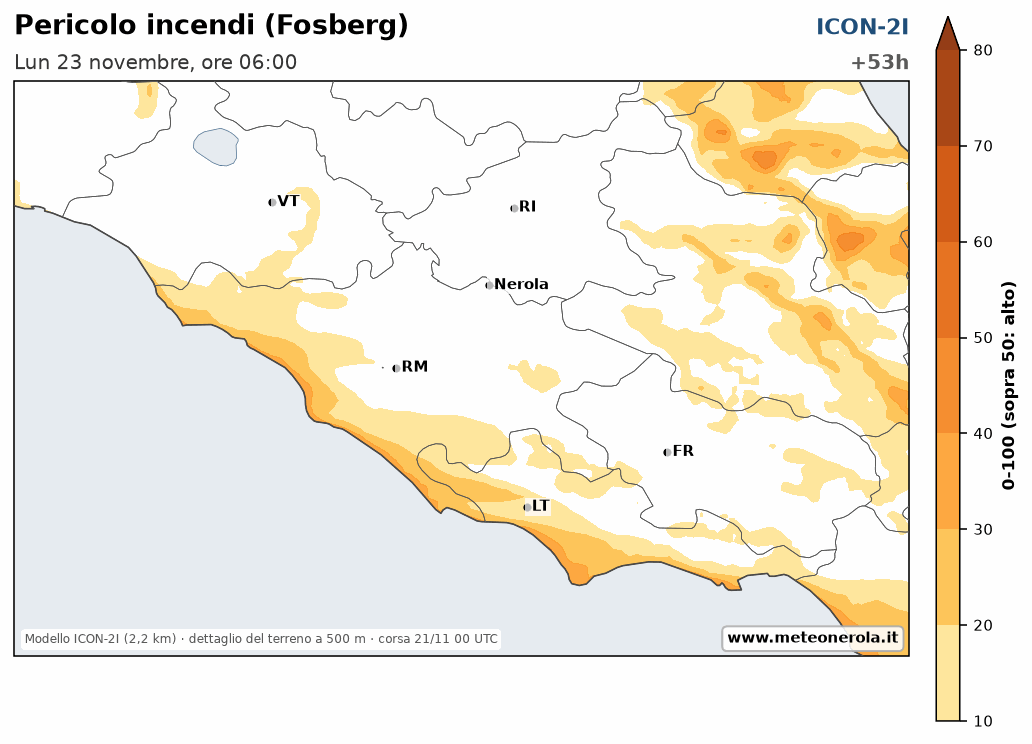 Pericolo incendi (Fosberg)
ICON-2I
Lun 23 novembre, ore 06:00
+53h
VT
RI
Nerola
RM
FR
LT
Modello ICON-2I (2,2 km) · dettaglio del terreno a 500 m · corsa 21/11 00 UTC
www.meteonerola.it
80
70
60
50
40
30
20
10
0-100 (sopra 50: alto)